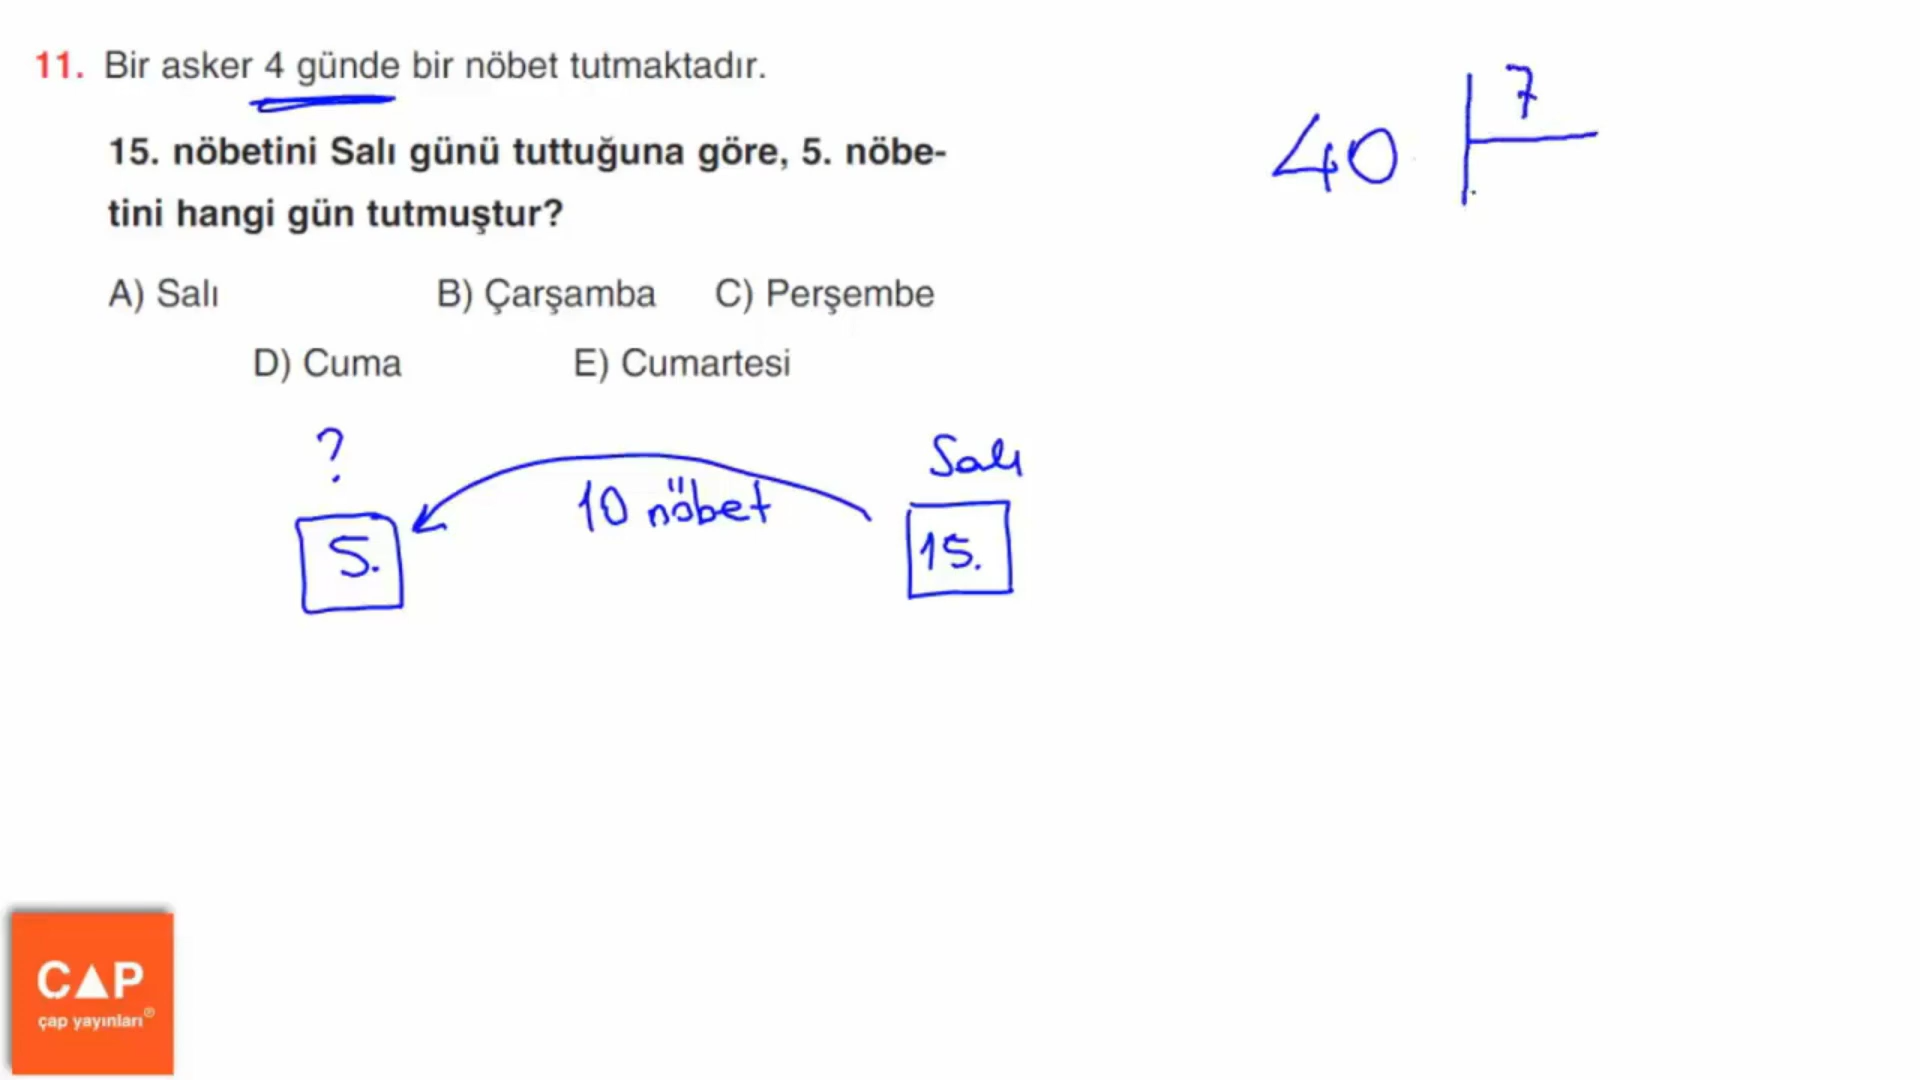 11. Bir asker 4 günde bir nöbet tutmaktadır.
15. nöbetini Salı günü tuttuğuna göre, 5. nöbe-
tini hangi gün tutmuştur?
A) Salı B) Çarşamba C) Perşembe
D) Cuma E) Cumartesi
40 7
? Salı
10 nöbet
5. 15.
CAP
çap yayınları®